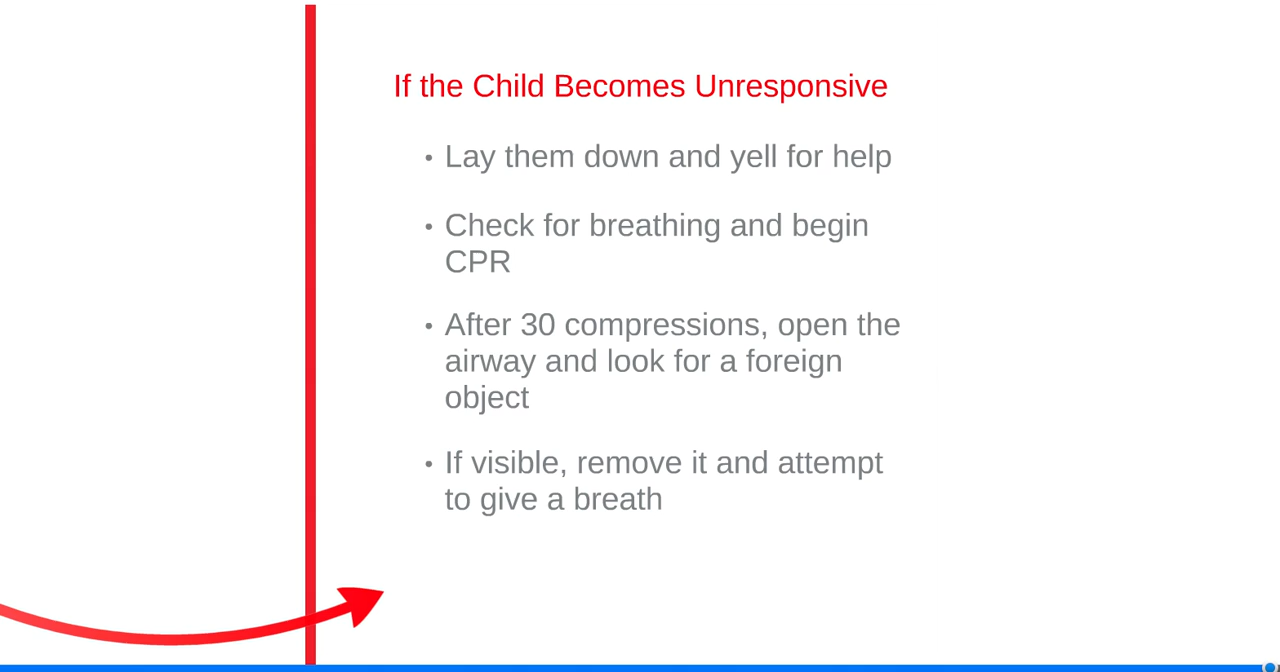 If the Child Becomes Unresponsive
• Lay them down and yell for help
• Check for breathing and begin
CPR
• After 30 compressions, open the
airway and look for a foreign
object
• If visible, remove it and attempt
to give a breath